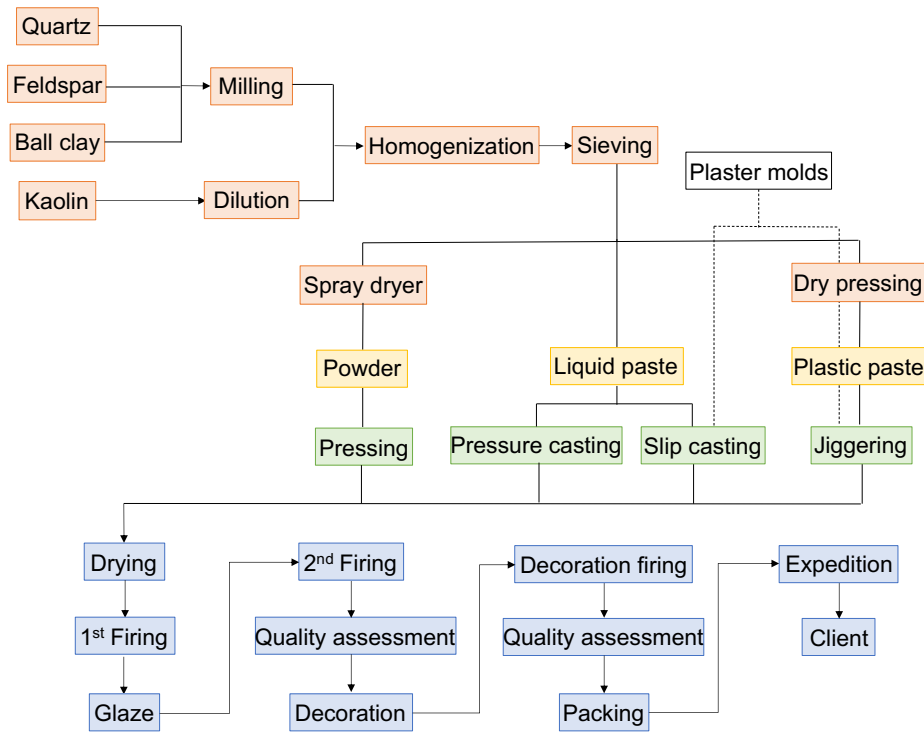 Quartz
Feldspar
Milling
Ball clay
Homogenization
Sieving
Plaster molds
Kaolin
Dilution
Spray dryer
Dry pressing
Powder
Liquid paste
Plastic paste
Pressing
Pressure casting
Slip casting
Jiggering
Drying
2nd Firing
Decoration firing
Expedition
1st Firing
Quality assessment
Quality assessment
Client
Glaze
Decoration
Packing